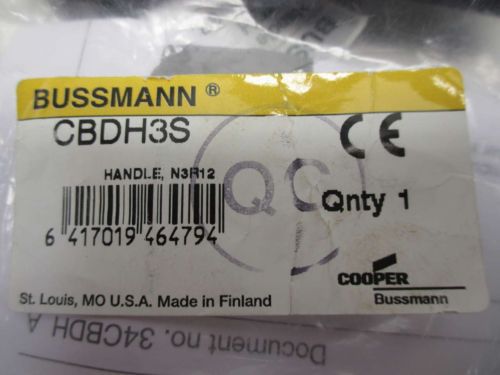 BUSSMANN ®
CBDH3S
CE
HANDLE, N3R12
QC
Qnty 1
6 417019 464794
COOPER
Bussmann
St. Louis, MO U.S.A. Made in Finland
Document no. 34CBDH A